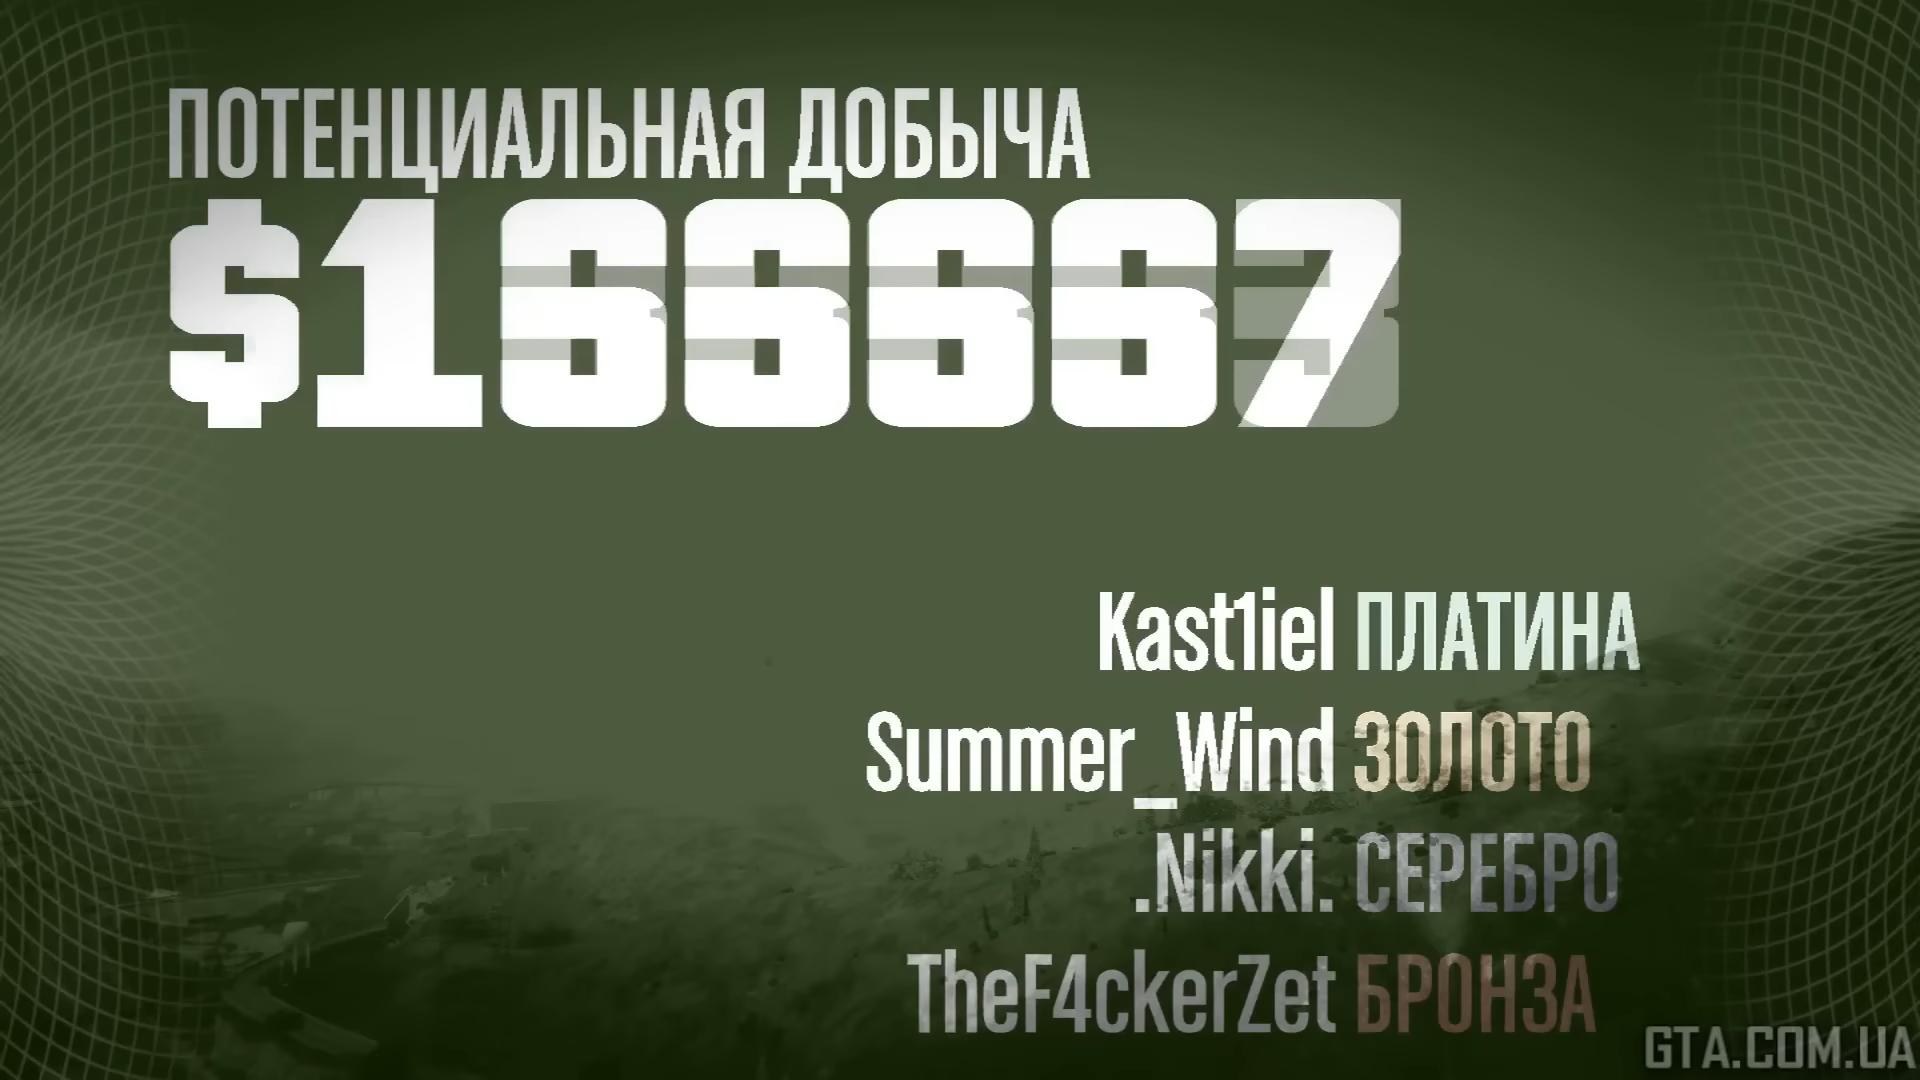 ПОТЕНЦИАЛЬНАЯ ДОБЫЧА
$166667
Kast1iel ПЛАТИНА
Summer_Wind ЗОЛОТО
.Nikki. СЕРЕБРО
TheF4ckerZet БРОНЗА
GTA.COM.UA